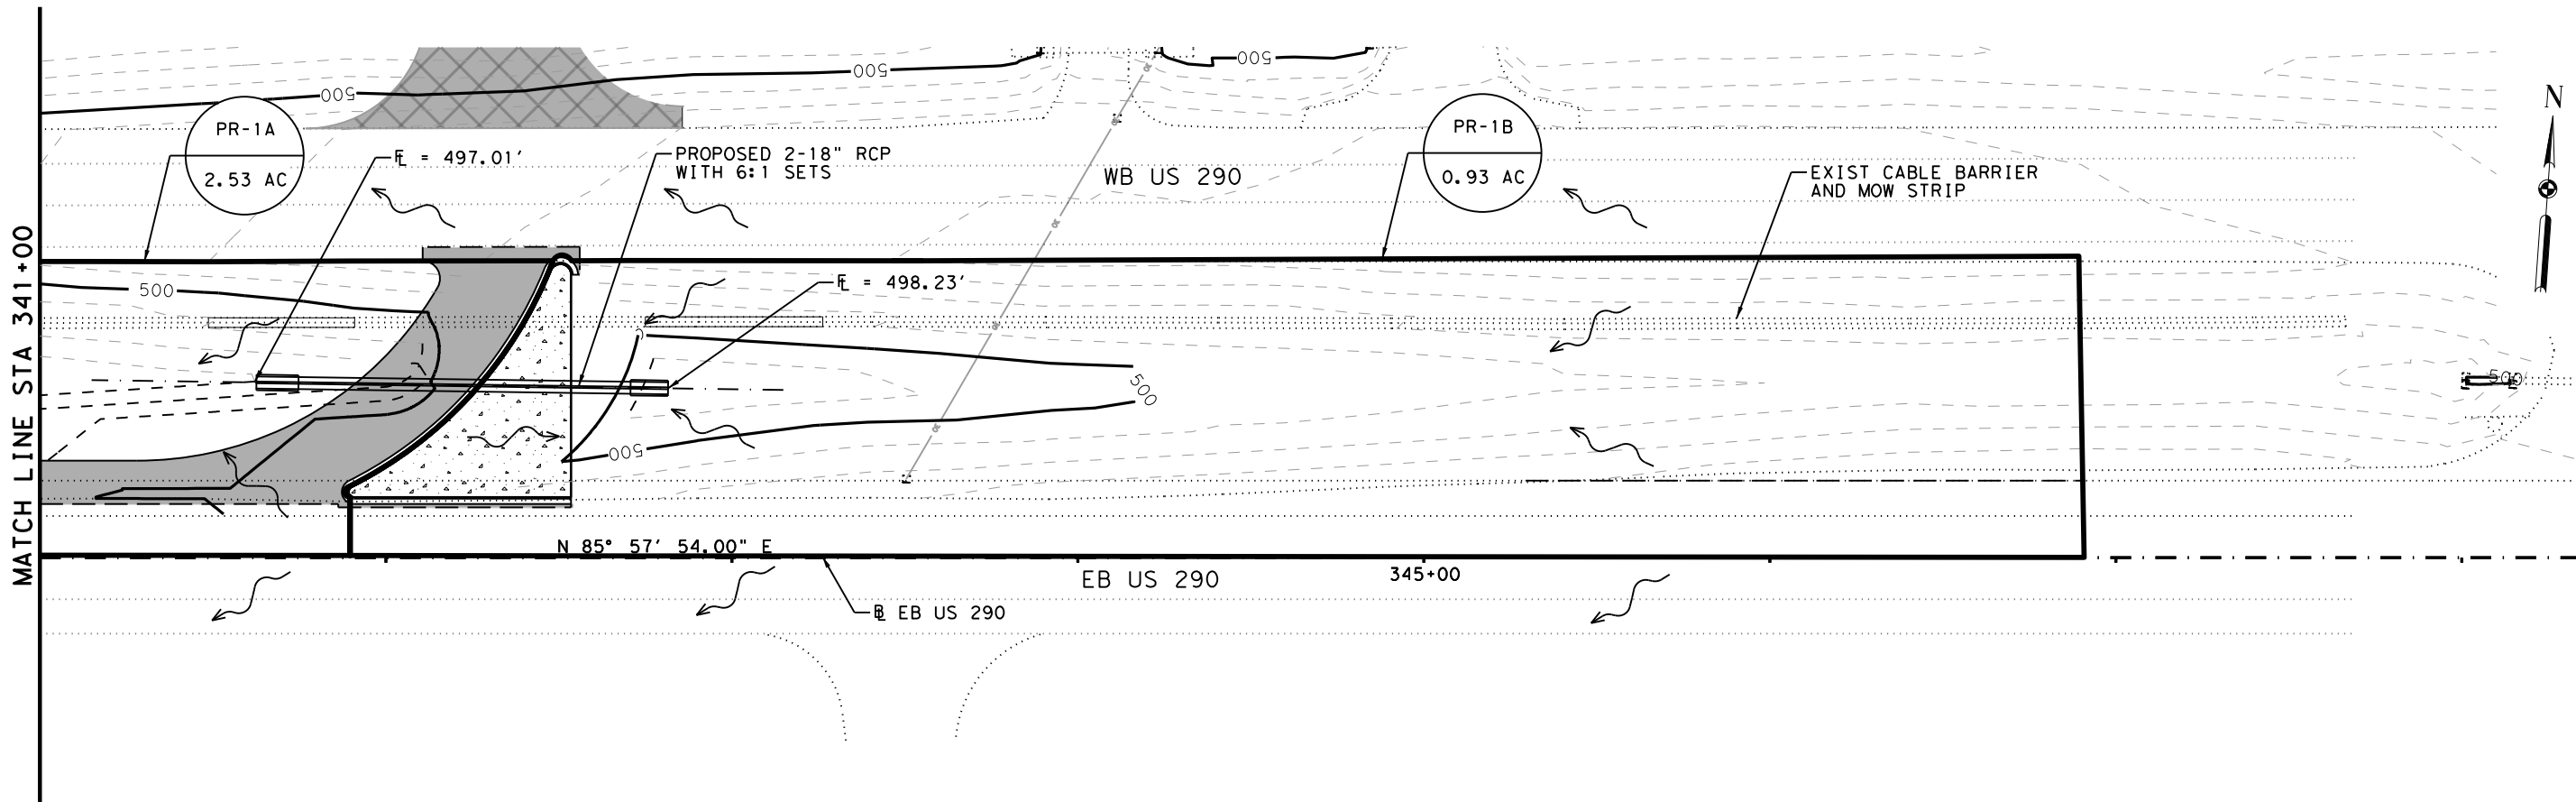 500
500
500
N
PR-1A
2.53 AC
PR-1B
0.93 AC
FL = 497.01'
PROPOSED 2-18" RCP
WITH 6:1 SETS
WB US 290
EXIST CABLE BARRIER
AND MOW STRIP
MATCH LINE STA 341+00
500
FL = 498.23'
500
500
500
N 85° 57' 54.00" E
EB US 290
345+00
BL EB US 290